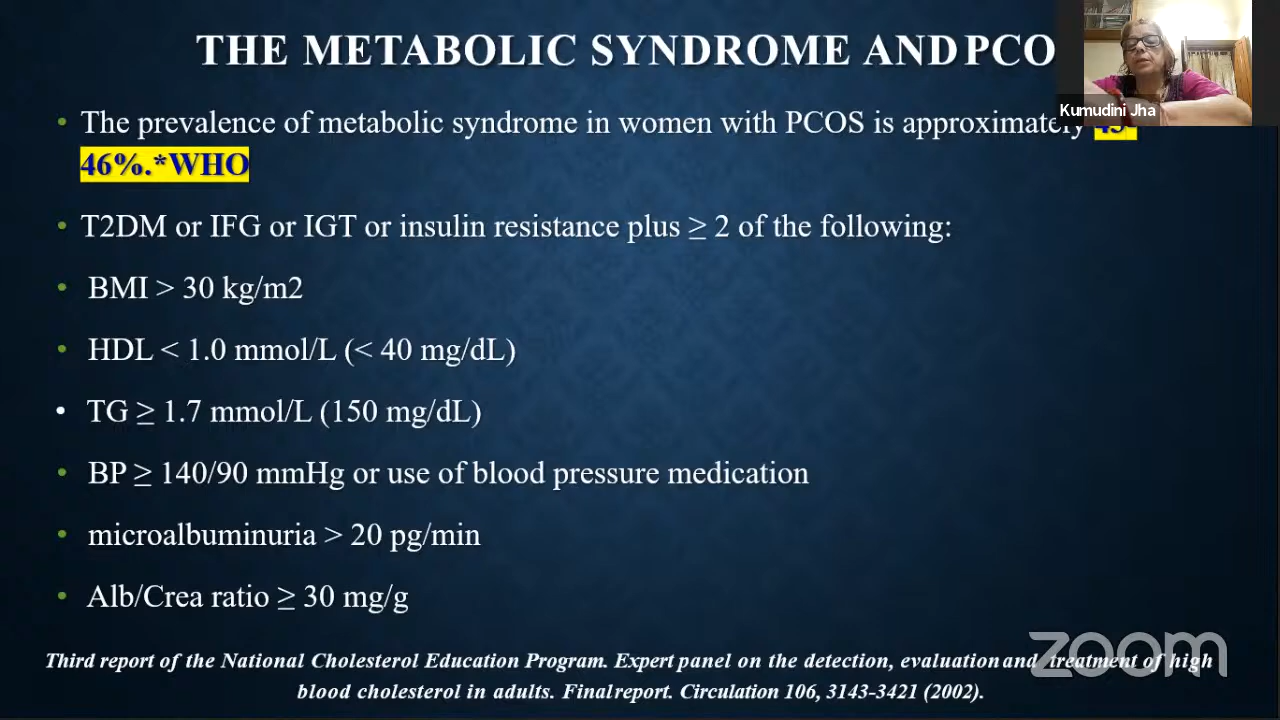 THE METABOLIC SYNDROME AND PCO
Kumudini Jha
• The prevalence of metabolic syndrome in women with PCOS is approximately
46%.*WHO
• T2DM or IFG or IGT or insulin resistance plus ≥ 2 of the following:
• BMI > 30 kg/m2
• HDL < 1.0 mmol/L (< 40 mg/dL)
• TG ≥ 1.7 mmol/L (150 mg/dL)
• BP ≥ 140/90 mmHg or use of blood pressure medication
• microalbuminuria > 20 pg/min
• Alb/Crea ratio ≥ 30 mg/g
Third report of the National Cholesterol Education Program. Expert panel on the detection, evaluation and treatment of high
blood cholesterol in adults. Final report. Circulation 106, 3143-3421 (2002).
zoom